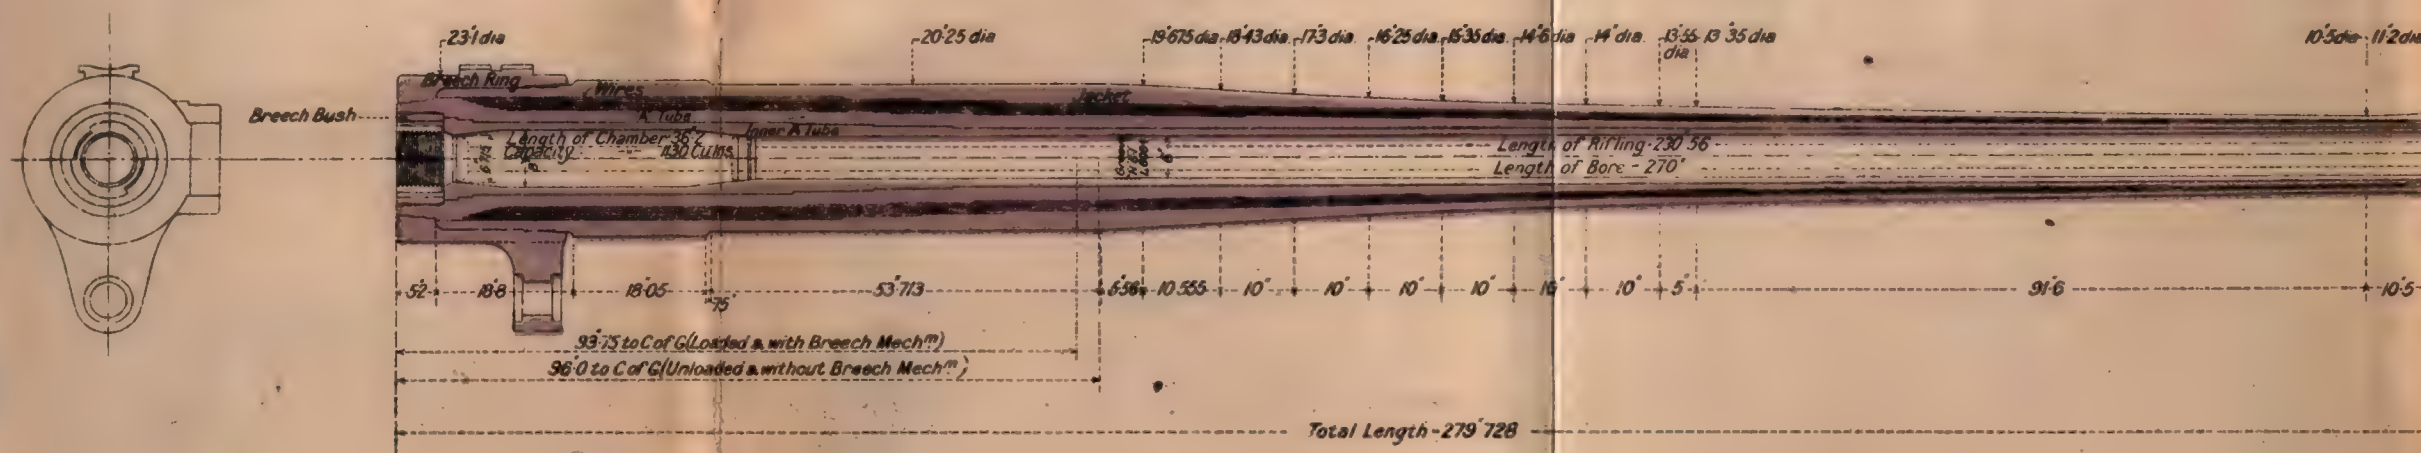 23·1 dia
20·25 dia
19·675 dia
18·43 dia
17·3 dia
16·25 dia
15·35 dia
14·6 dia
14" dia
13·55 dia
13·35 dia
10·5 dia
11·2 dia
Breech Ring
Wires
Jacket
Breech Bush
A Tube
Inner A Tube
Length of Chamber 36"2
Capacity 1130 Cu Ins
8"
6"
Length of Rifling - 230"56
Length of Bore - 270"
5"2
18"8
18"05
·75"
53"713
6"56
10"555
10"
10"
10"
10"
10"
5"
91"6
10"5
93"75 to C of G (Loaded & with Breech Mechm)
96"0 to C of G (Unloaded & without Breech Mechm)
Total Length - 279"728